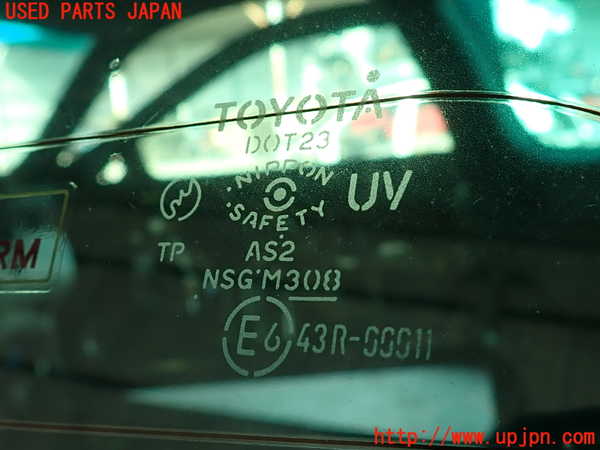 USED PARTS JAPAN
TOYOTA
DOT23
NIPPON
SAFETY
UV
TP
AS2
NSG M308
E6 43R-00011
RM
http://www.upjpn.com